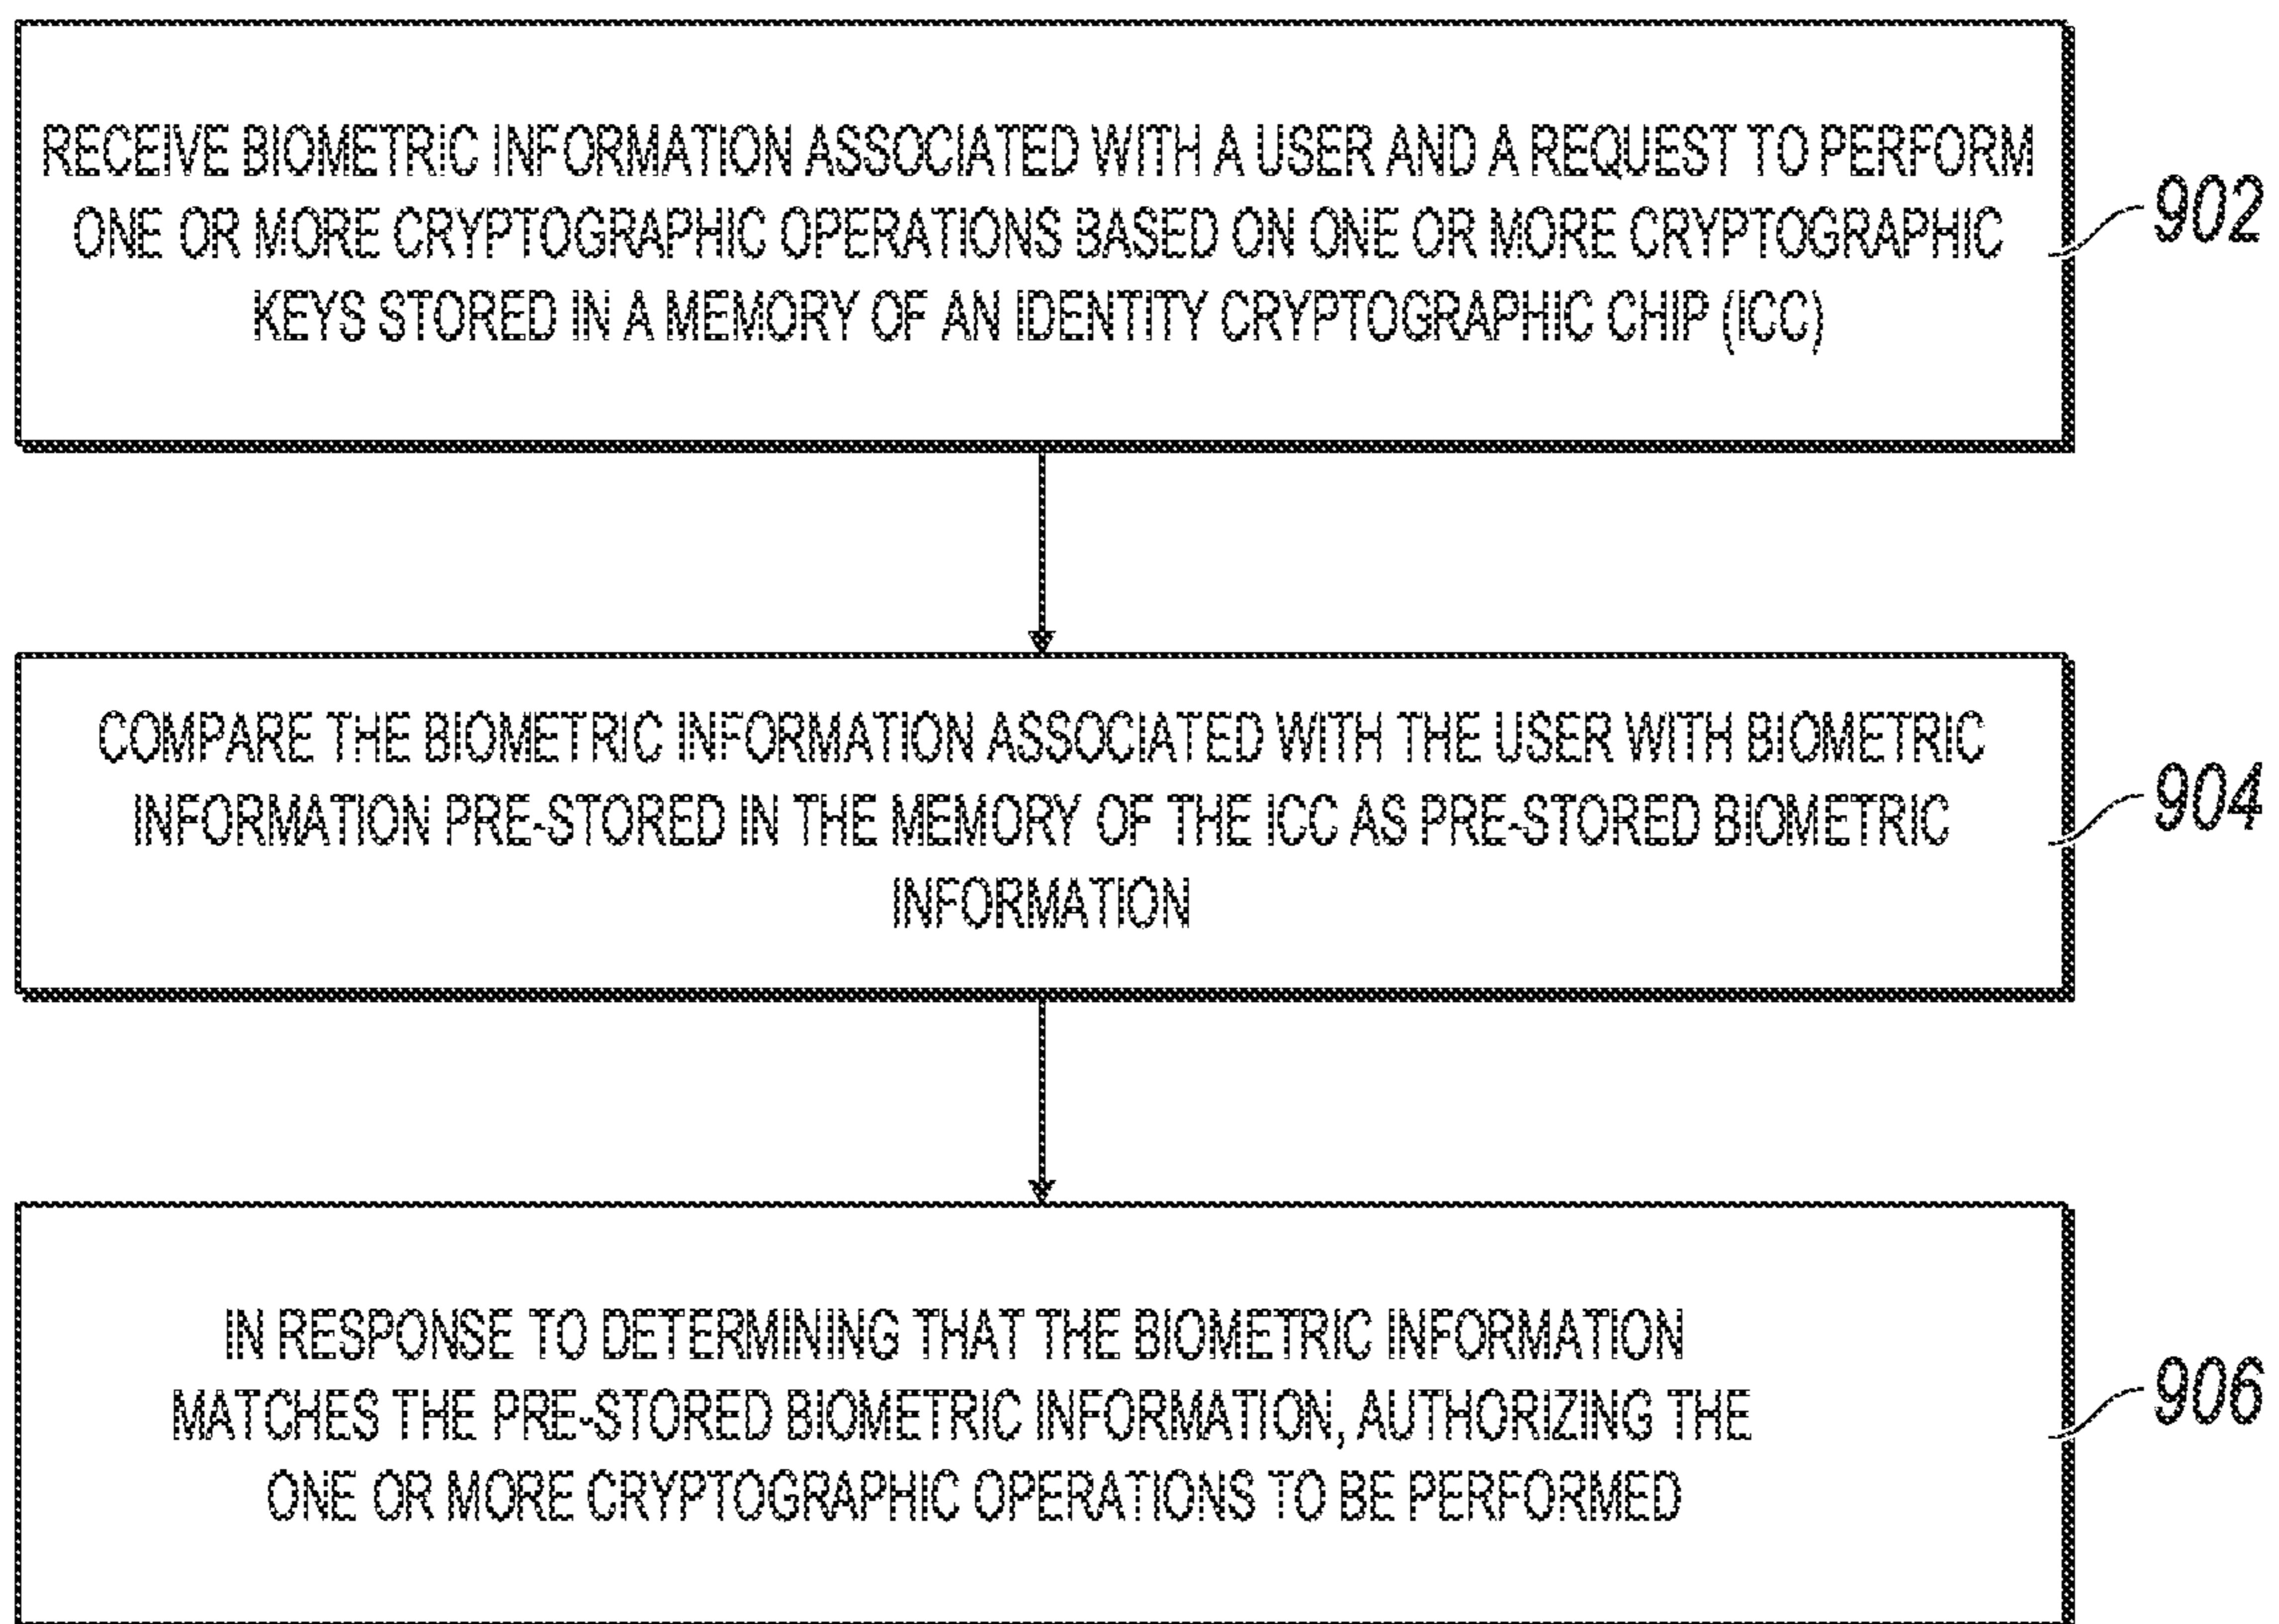 RECEIVE BIOMETRIC INFORMATION ASSOCIATED WITH A USER AND A REQUEST TO PERFORM
ONE OR MORE CRYPTOGRAPHIC OPERATIONS BASED ON ONE OR MORE CRYPTOGRAPHIC
KEYS STORED IN A MEMORY OF AN IDENTITY CRYPTOGRAPHIC CHIP (ICC)
902
COMPARE THE BIOMETRIC INFORMATION ASSOCIATED WITH THE USER WITH BIOMETRIC
INFORMATION PRE-STORED IN THE MEMORY OF THE ICC AS PRE-STORED BIOMETRIC
INFORMATION
904
IN RESPONSE TO DETERMINING THAT THE BIOMETRIC INFORMATION
MATCHES THE PRE-STORED BIOMETRIC INFORMATION, AUTHORIZING THE
ONE OR MORE CRYPTOGRAPHIC OPERATIONS TO BE PERFORMED
906